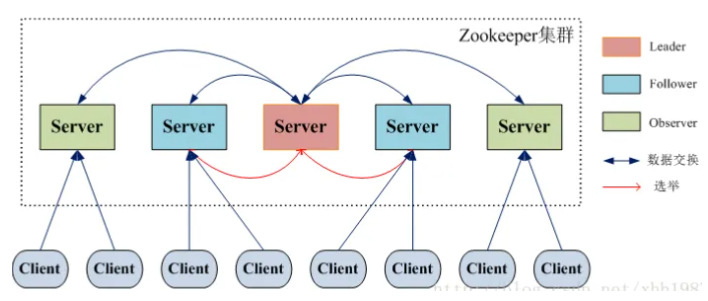 Zookeeper集群
Leader
Follower
Observer
数据交换
选举
Server Server Server Server Server
Client Client Client Client Client Client Client Client